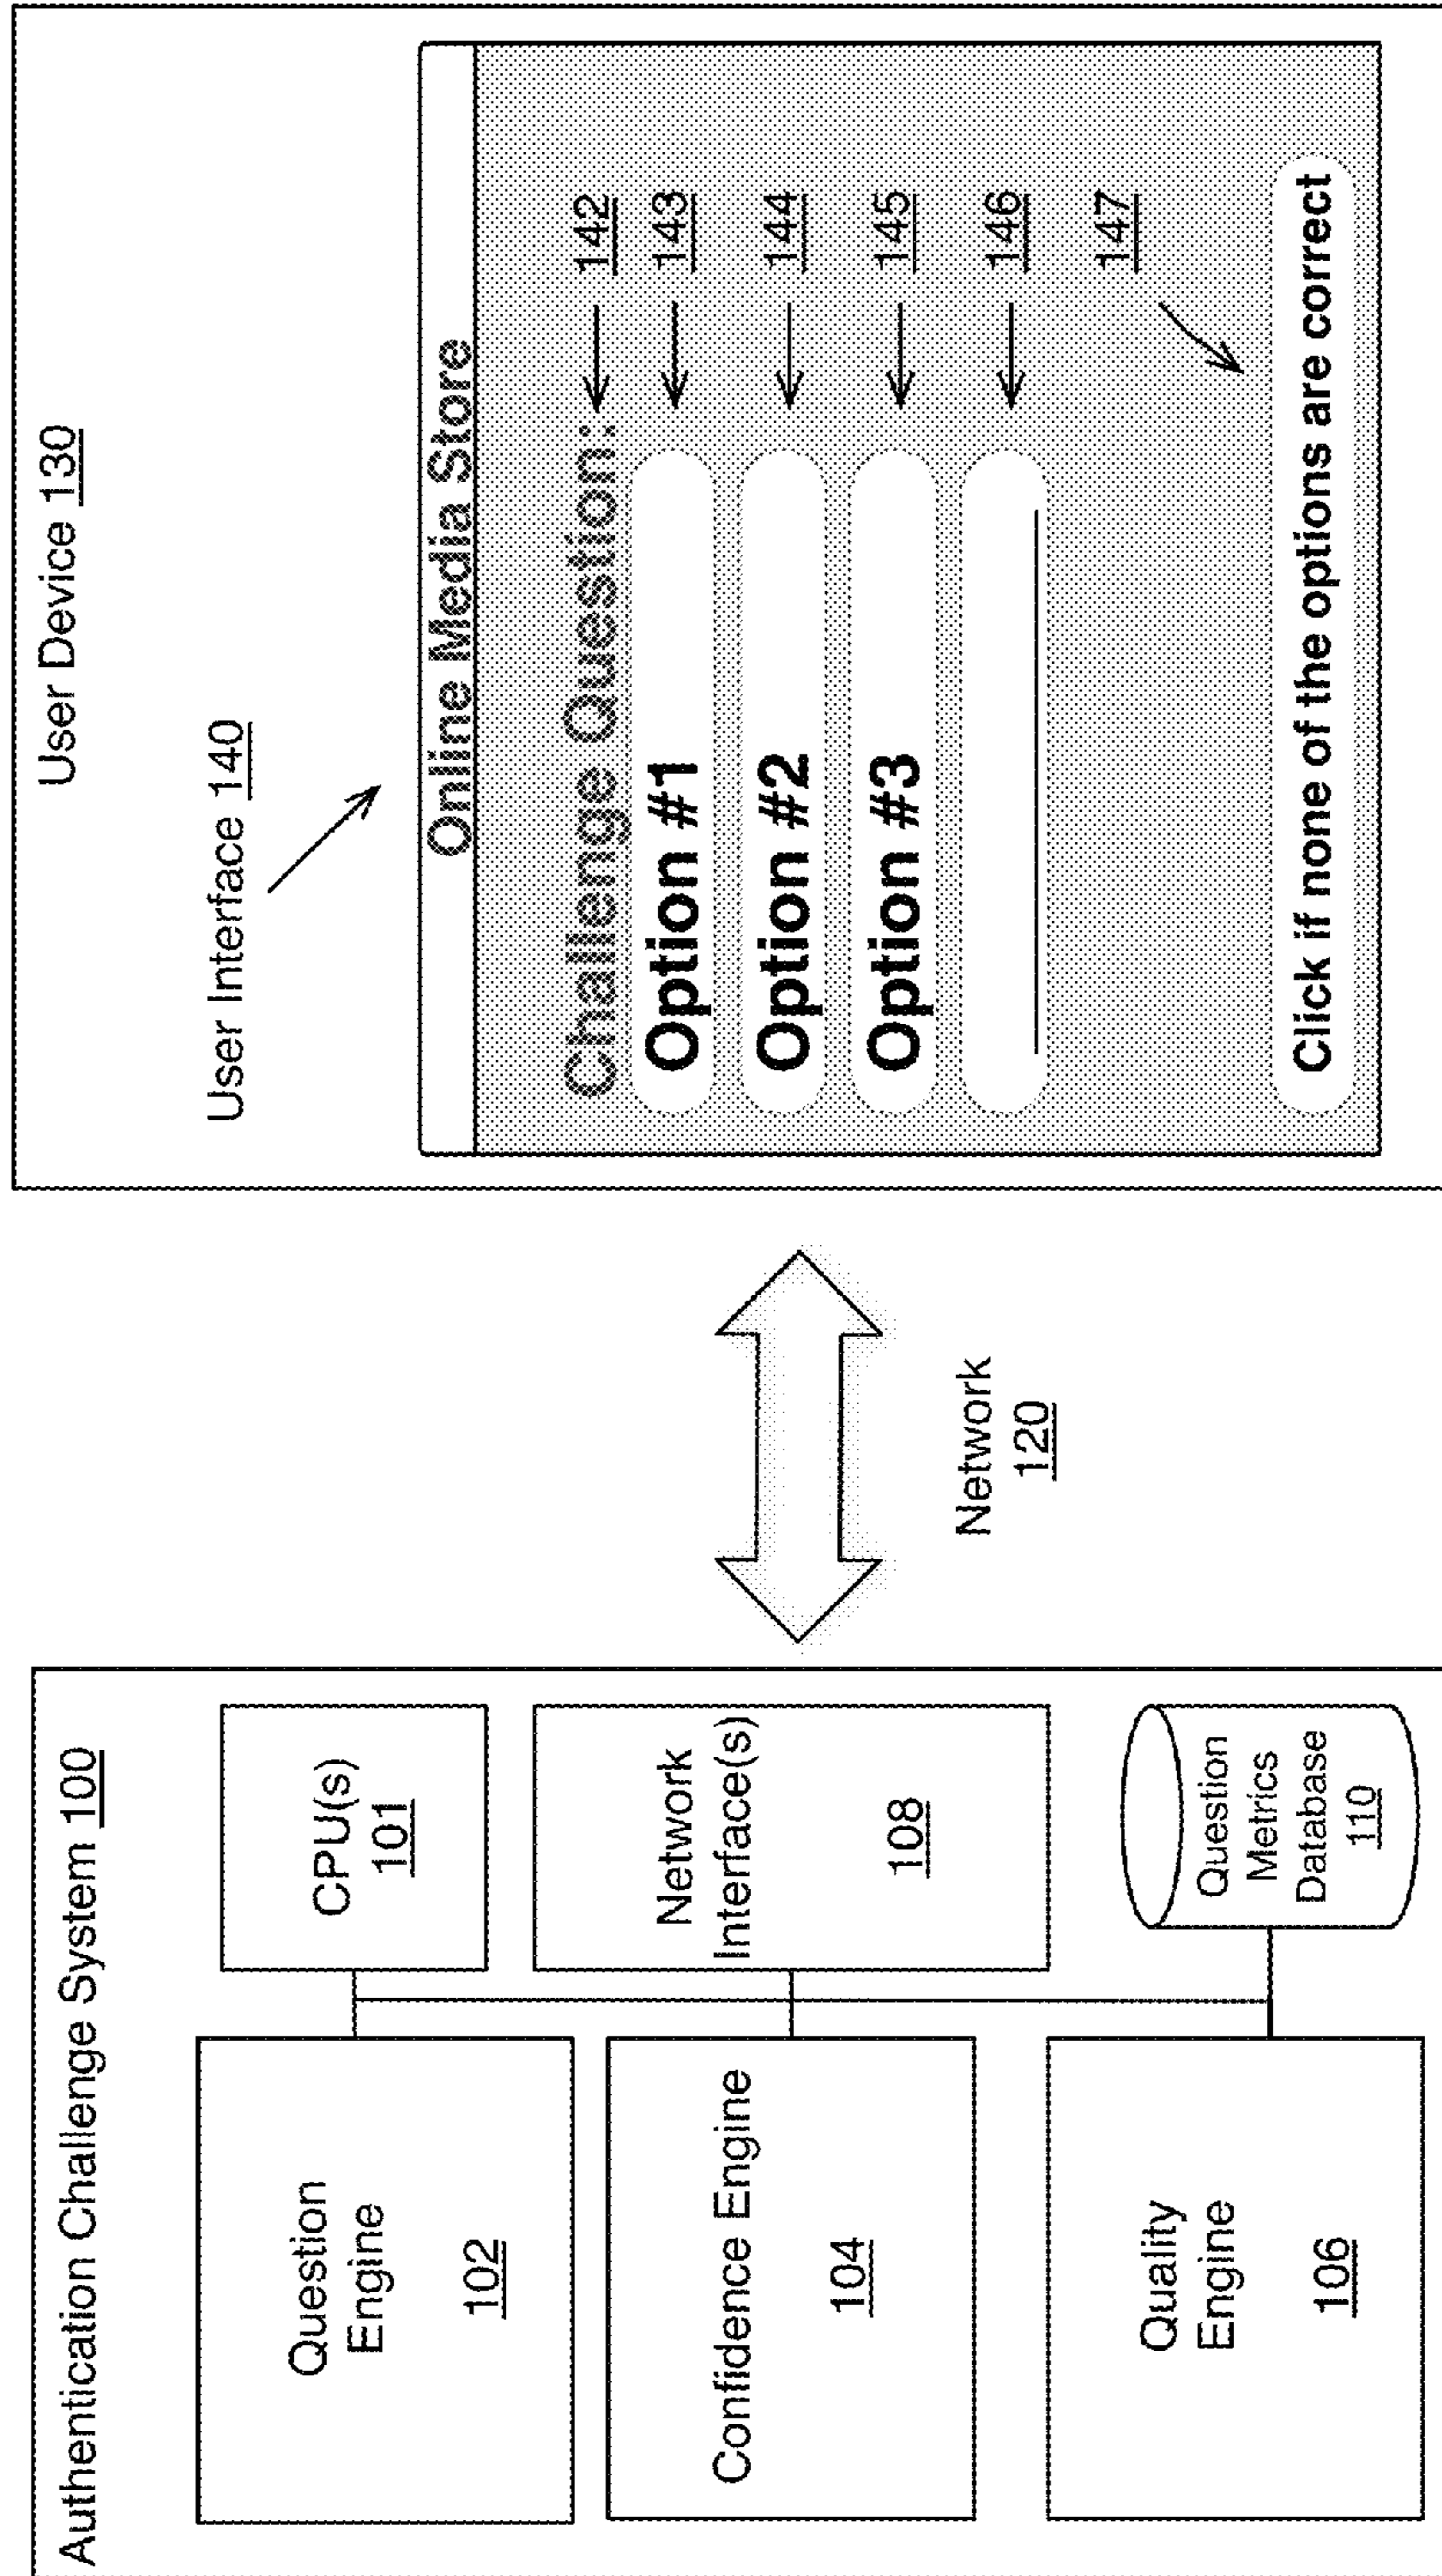 Authentication Challenge System 100
Question
Engine
102
CPU(s)
101
Confidence Engine
104
Network
Interface(s)
108
Quality
Engine
106
Question
Metrics
Database
110
Network
120
User Device 130
User Interface 140
Online Media Store
Challenge Question:
142
Option #1
143
Option #2
144
Option #3
145
146
147
Click if none of the options are correct